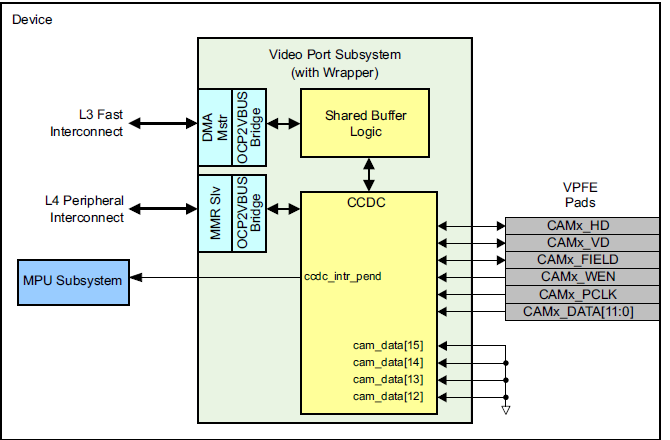 Device
Video Port Subsystem
(with Wrapper)
L3 Fast
Interconnect
DMA
Mstr
OCP2VBUS
Bridge
Shared Buffer
Logic
L4 Peripheral
Interconnect
MMR Slv
OCP2VBUS
Bridge
CCDC
VPFE
Pads
CAMx_HD
CAMx_VD
CAMx_FIELD
CAMx_WEN
CAMx_PCLK
CAMx_DATA[11:0]
MPU Subsystem
ccdc_intr_pend
cam_data[15]
cam_data[14]
cam_data[13]
cam_data[12]